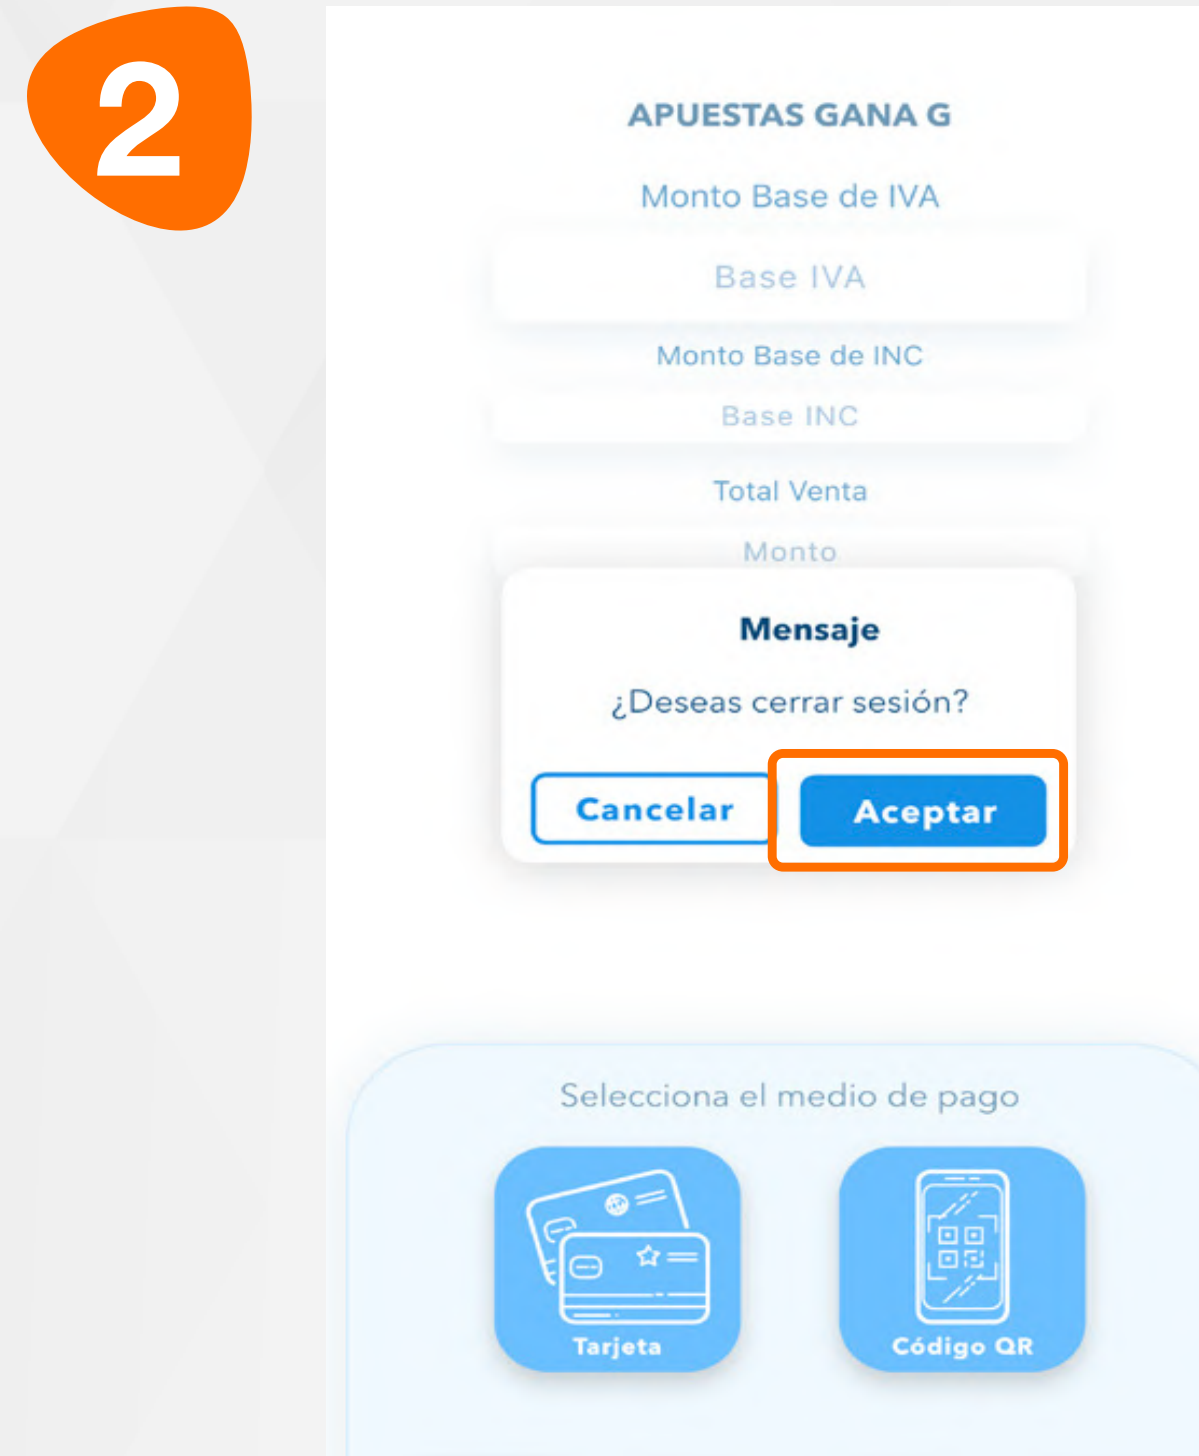 2
APUESTAS GANA G
Monto Base de IVA
Base IVA
Monto Base de INC
Base INC
Total Venta
Monto
Mensaje
¿Deseas cerrar sesión?
Cancelar
Aceptar
Selecciona el medio de pago
Tarjeta
Código QR